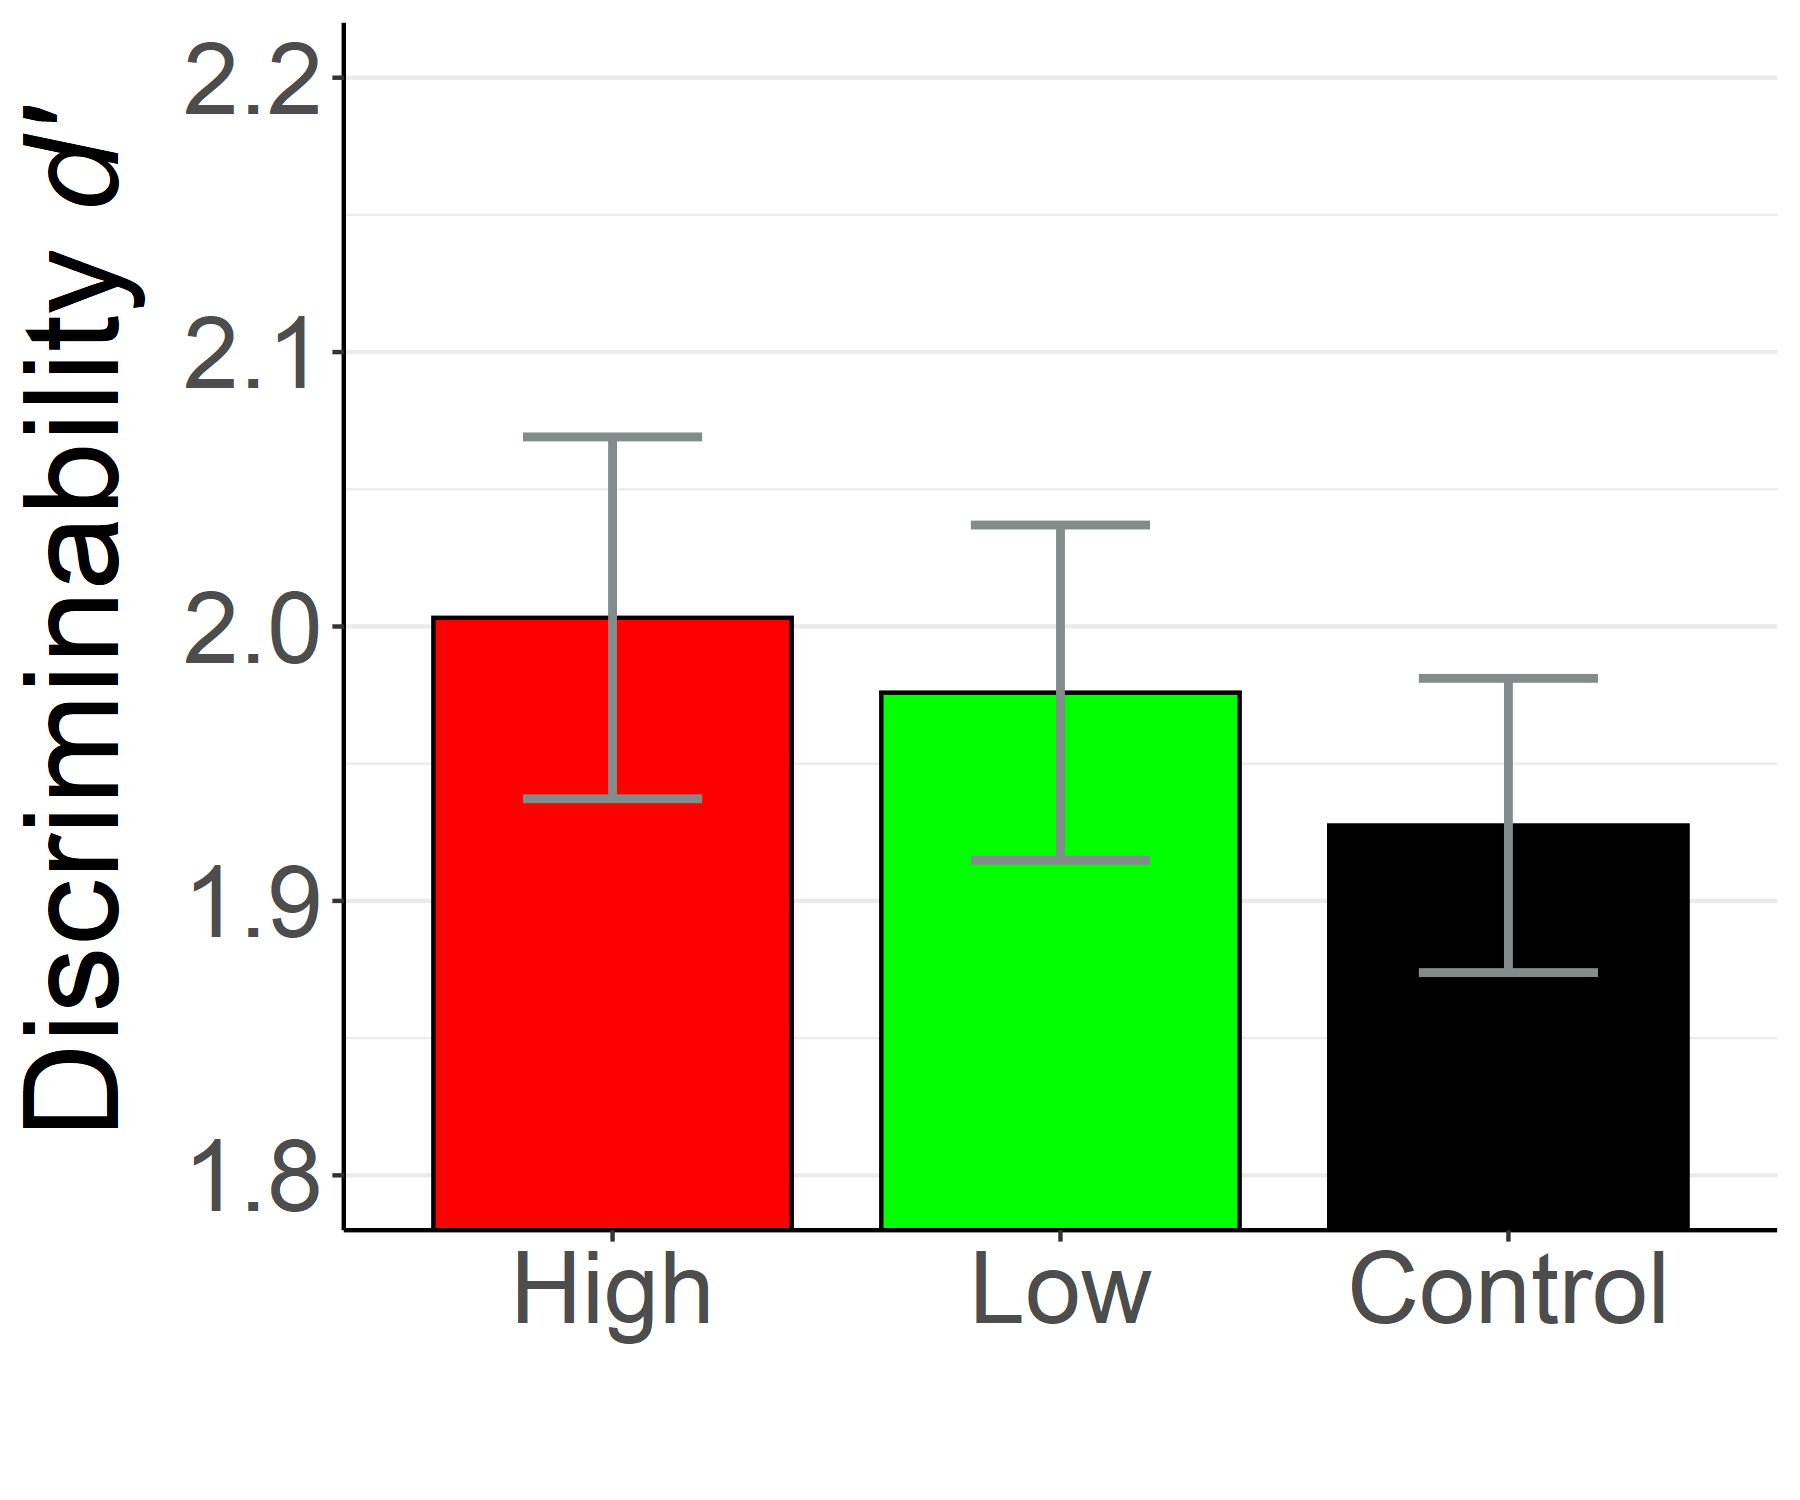 Discriminability d'
2.2
2.1
2.0
1.9
1.8
High Low Control